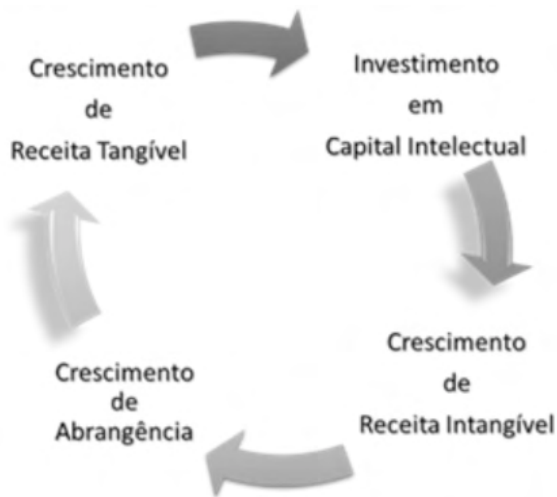 Crescimento
de
Receita Tangível
Investimento
em
Capital Intelectual
Crescimento
de
Receita Intangível
Crescimento
de
Abrangência